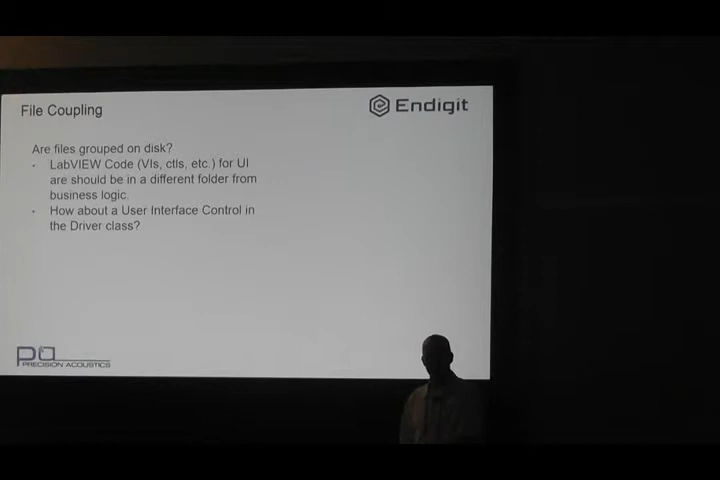 File Coupling
Endigit
Are files grouped on disk?
- LabVIEW Code (VIs, ctls, etc.) for UI
are should be in a different folder from
business logic.
- How about a User Interface Control in
the Driver class?
pa
PRECISION ACOUSTICS